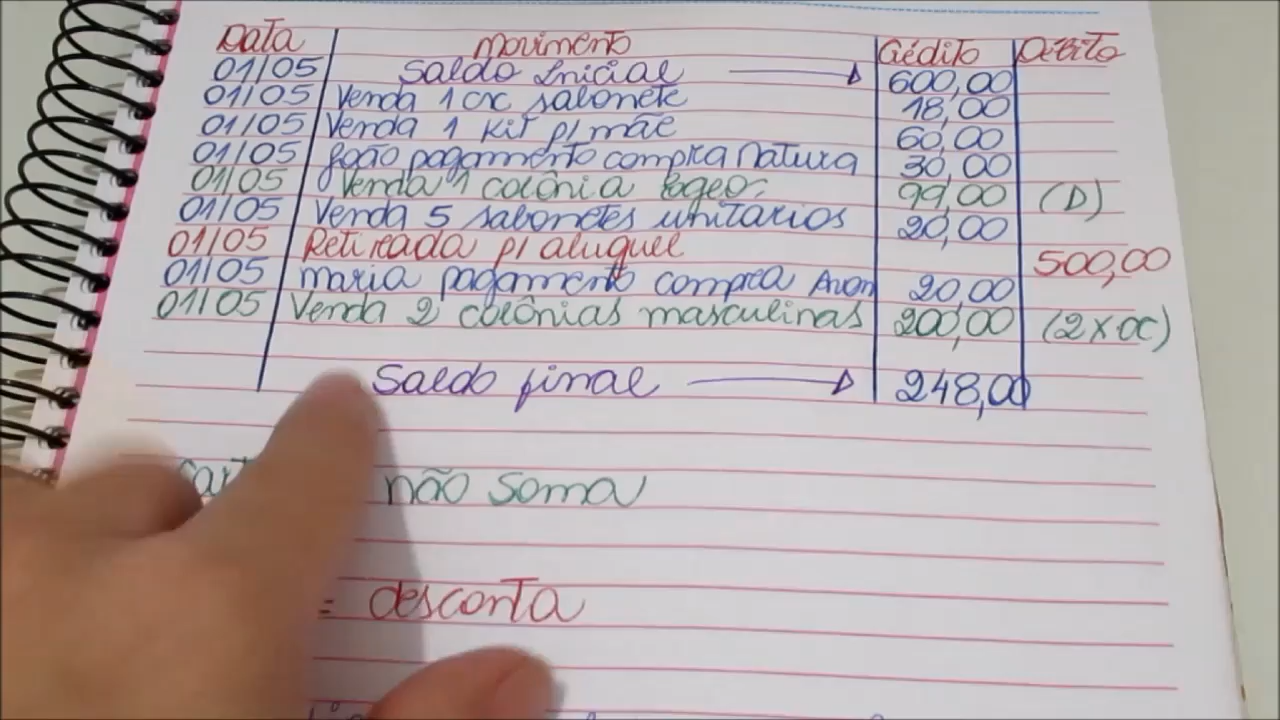 Data Movimento Crédito Débito
01/05 Saldo Inicial 600,00
01/05 Venda 1 cx sabonete 18,00
01/05 Venda 1 Kit p/ mãe 60,00
01/05 João pagamento compra Natura 30,00
01/05 Venda 1 colônia 99,00 (D)
01/05 Venda 5 sabonetes unitários 20,00
01/05 Retirada p/ aluguel 500,00
01/05 maria pagamento compra Avon 20,00
01/05 Venda 2 colônias masculinas 200,00 (2x CC)
Saldo final 248,00
não soma
= desconta